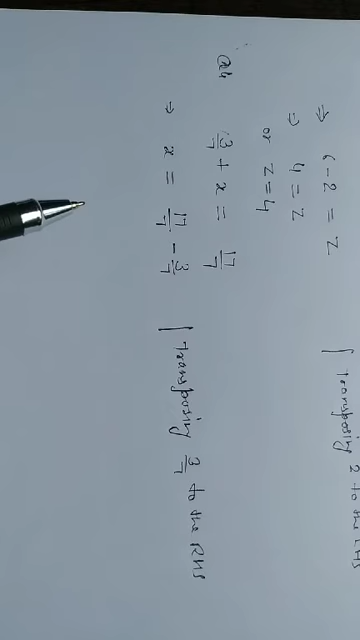 ⇒ 6 - 2 = z [Transposing 2 to the LHS
⇒ 4 = z
or z = 4
Q4
3/7 + x = 17/7
⇒ x = 17/7 - 3/7 [Transposing 3/7 to the RHS